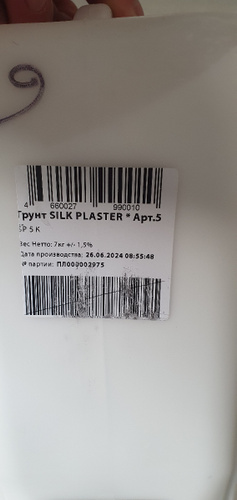 4 660027 990010
Грунт SILK PLASTER * Арт.5
SP 5 К
Вес Нетто: 7кг +/- 1,5%
Дата производства: 26.06.2024 08:55:48
№ партии: ПЛ000002975